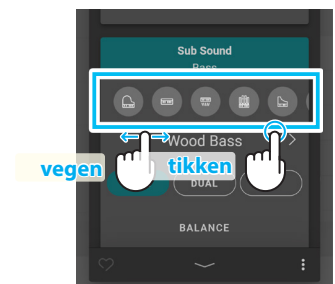 Sub Sound
Bass
Wood Bass >
vegen tikken
DUAL
BALANCE